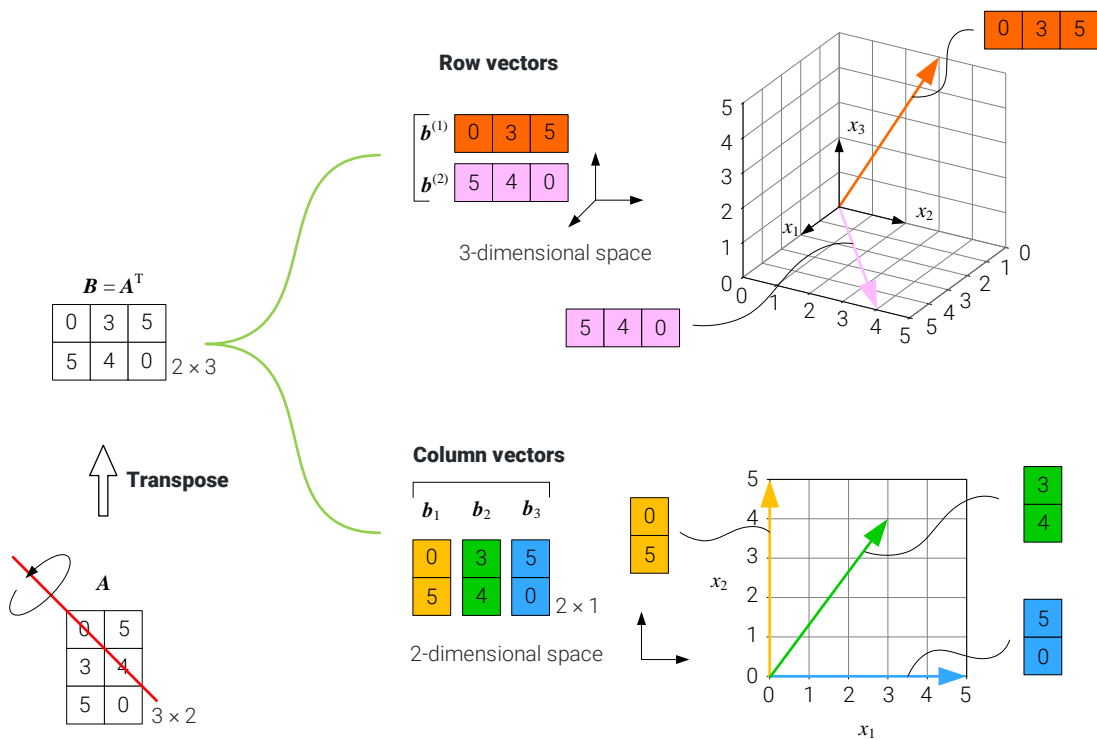 Row vectors
b(1) 0 3 5
b(2) 5 4 0
3-dimensional space
0 3 5
5
4
3
2
1
0
x3
x2
x1
0 1 2 3 4 5
5 4 3 2 1 0
5 4 0
B = Aᵀ
0 3 5
5 4 0
2 × 3
Transpose
A
0 5
3 4
5 0
3 × 2
Column vectors
b1 b2 b3
0 3 5
5 4 0
2 × 1
2-dimensional space
0
5
5
4
3
2
1
0
x2
0 1 2 3 4 5
x1
3
4
5
0